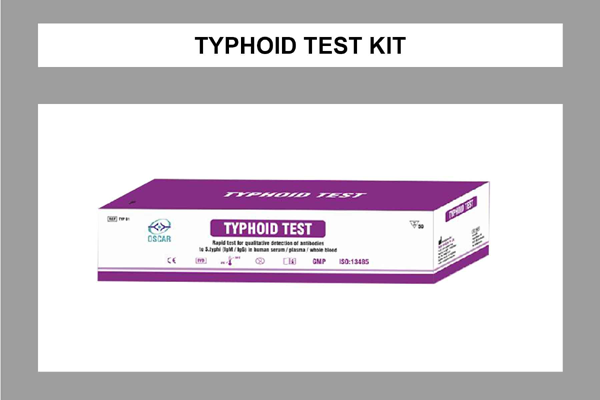 TYPHOID TEST KIT
TYPHOID TEST
TYPHOID TEST
REF
OSCAR
TYPHOID TEST
Rapid test for qualitative detection of antibodies
to S.typhi (IgM / IgG) in human serum / plasma / whole blood
CE IVD GMP ISO:13485